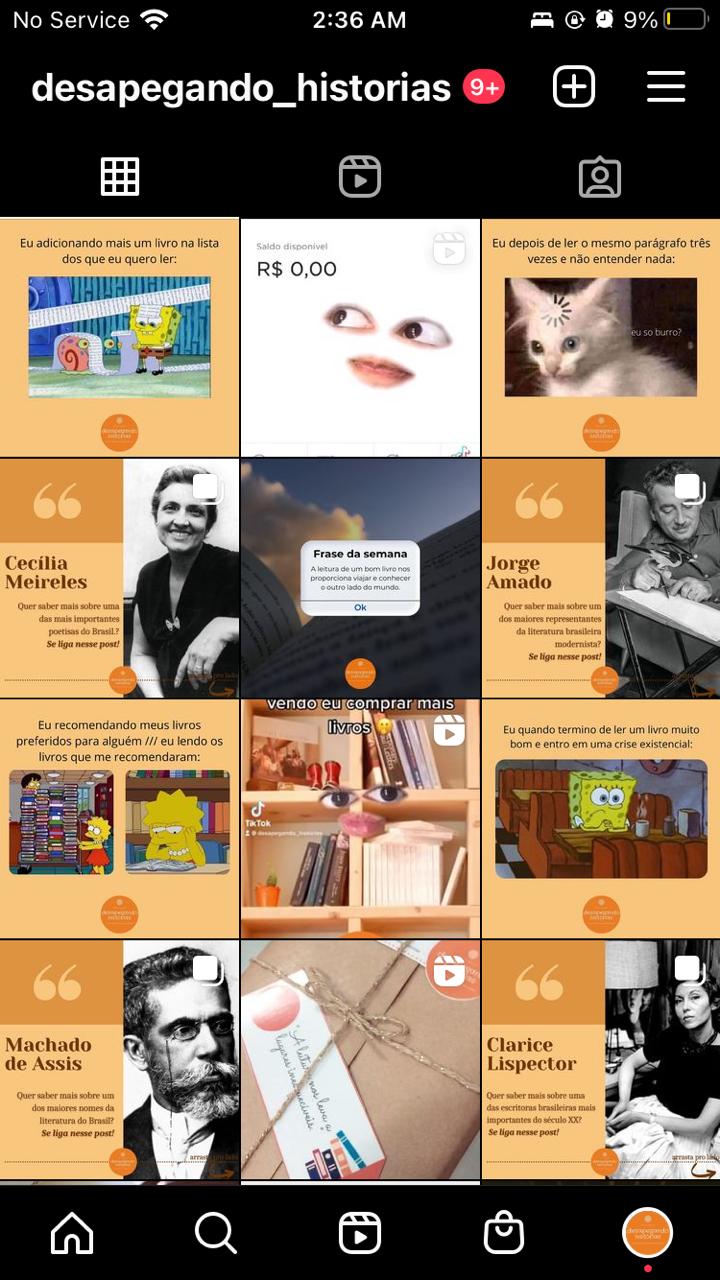 No Service
2:36 AM
9%
desapegando_historias
9+
Eu adicionando mais um livro na lista
dos que eu quero ler:
desapegando
histórias
Saldo disponível
R$ 0,00
Eu depois de ler o mesmo parágrafo três
vezes e não entender nada:
eu so burro?
desapegando
histórias
Cecília
Meireles
Quer saber mais sobre uma
das mais importantes
poetisas do Brasil.?
Se liga nesse post!
Frase da semana
A leitura de um bom livro nos
proporciona viajar e conhecer
o outro lado do mundo.
Ok
Jorge
Amado
Quer saber mais sobre um
dos maiores representantes
da literatura brasileira
modernista?
Se liga nesse post!
Eu recomendando meus livros
preferidos para alguém /// eu lendo os
livros que me recomendaram:
desapegando
histórias
vendo eu comprar mais
livros
TikTok
@desapegando_historias
Eu quando termino de ler um livro muito
bom e entro em uma crise existencial:
desapegando
histórias
Machado
de Assis
Quer saber mais sobre um
dos maiores nomes da
literatura do Brasil?
Se liga nesse post!
arrasta pro lado
"A leitura nos leva a
lugares inimagináveis"
Clarice
Lispector
Quer saber mais sobre uma
das escritoras brasileiras mais
importantes do século XX?
Se liga nesse post!
arrasta pro lado
desapegando
histórias